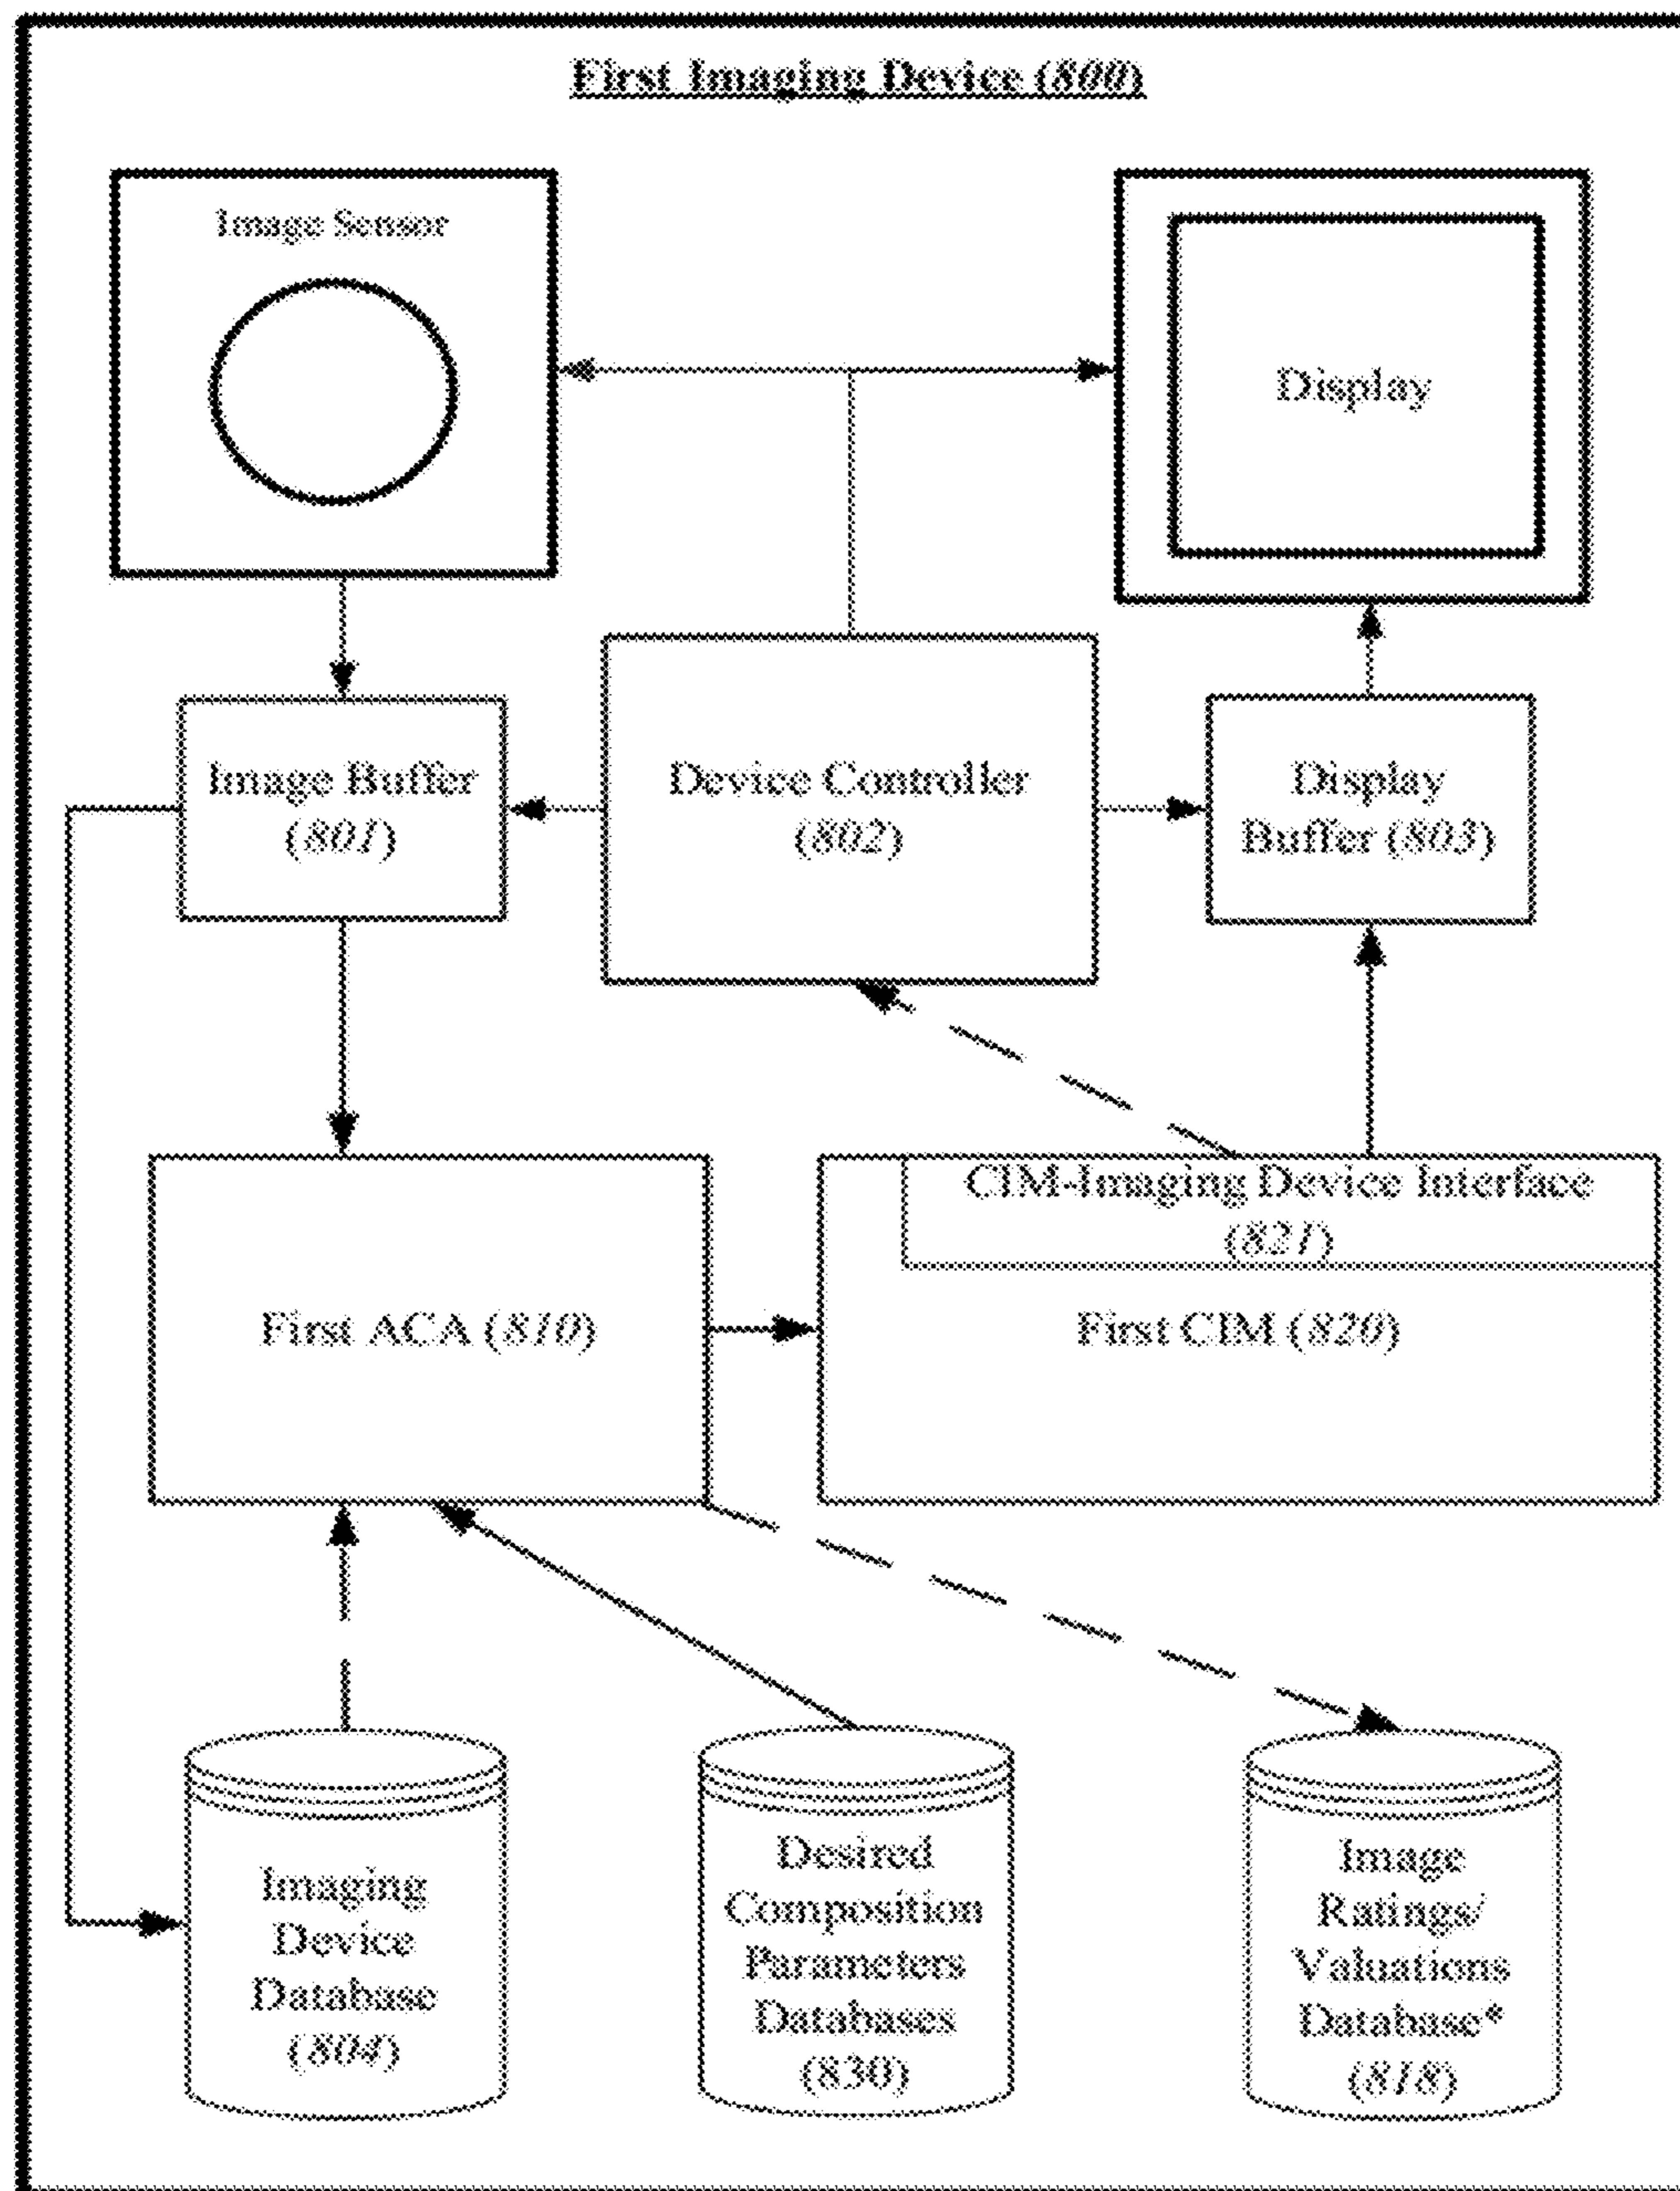 First Imaging Device (800)
Image Sensor
Display
Image Buffer
(801)
Device Controller
(802)
Display
Buffer (803)
CIM-Imaging Device Interface
(821)
First ACA (810)
First CIM (820)
Imaging
Device
Database
(804)
Desired
Composition
Parameters
Databases
(830)
Image
Ratings/
Valuations
Database*
(818)